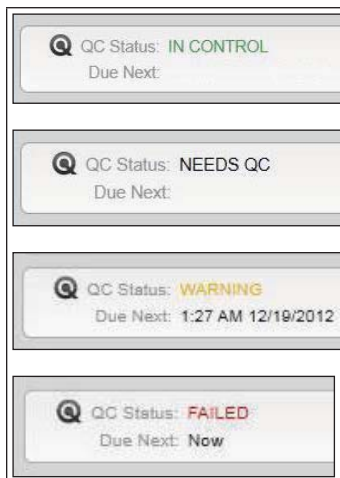 QC Status: IN CONTROL
Due Next:
QC Status: NEEDS QC
Due Next:
QC Status: WARNING
Due Next: 1:27 AM 12/19/2012
QC Status: FAILED
Due Next: Now